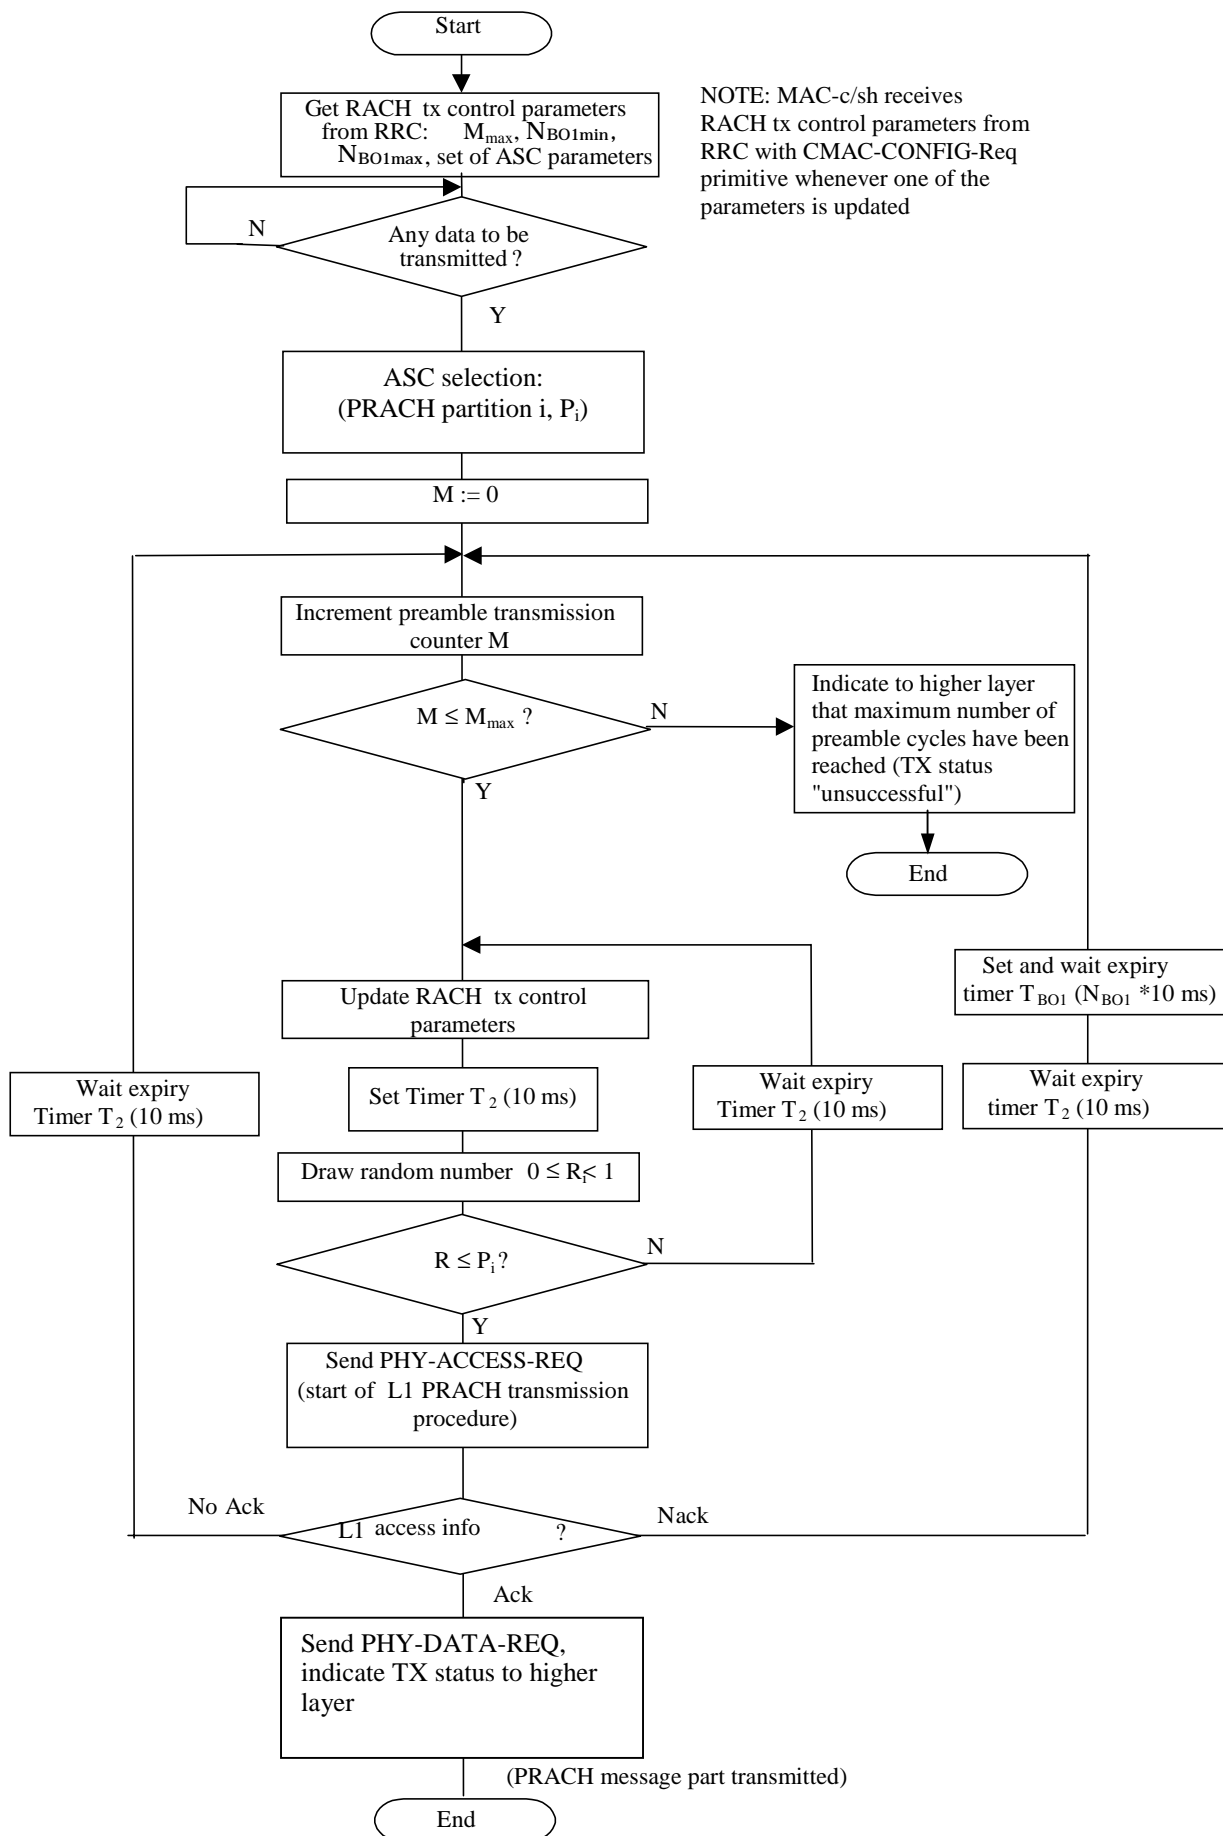 Start
Get RACH tx control parameters
from RRC: Mmax, NBO1min,
NBO1max, set of ASC parameters
NOTE: MAC-c/sh receives
RACH tx control parameters from
RRC with CMAC-CONFIG-Req
primitive whenever one of the
parameters is updated
N
Any data to be
transmitted ?
Y
ASC selection:
(PRACH partition i, Pi)
M := 0
Increment preamble transmission
counter M
M ≤ Mmax ?
N
Indicate to higher layer
that maximum number of
preamble cycles have been
reached (TX status
"unsuccessful")
Y
End
Set and wait expiry
timer TBO1 (NBO1 *10 ms)
Update RACH tx control
parameters
Wait expiry
Timer T2 (10 ms)
Set Timer T2 (10 ms)
Wait expiry
Timer T2 (10 ms)
Wait expiry
timer T2 (10 ms)
Draw random number 0 ≤ Ri< 1
R ≤ Pi ?
N
Y
Send PHY-ACCESS-REQ
(start of L1 PRACH transmission
procedure)
No Ack
L1 access info ?
Nack
Ack
Send PHY-DATA-REQ,
indicate TX status to higher
layer
(PRACH message part transmitted)
End